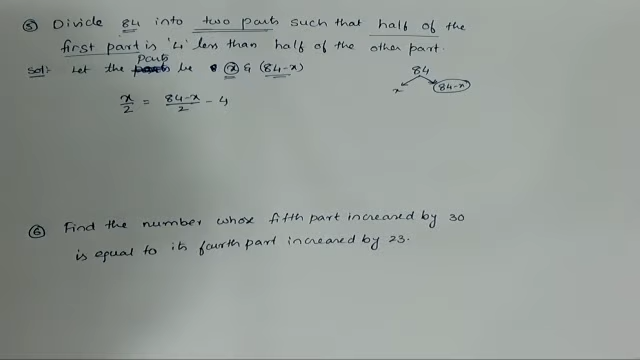 ⑤ Divide 84 into two parts such that half of the
first part is '4' less than half of the other part.
Sol:- Let the parts be x & (84-x)
84
x (84-x)
x/2 = (84-x)/2 - 4
⑥ Find the number whose fifth part increased by 30
is equal to its fourth part increased by 23.